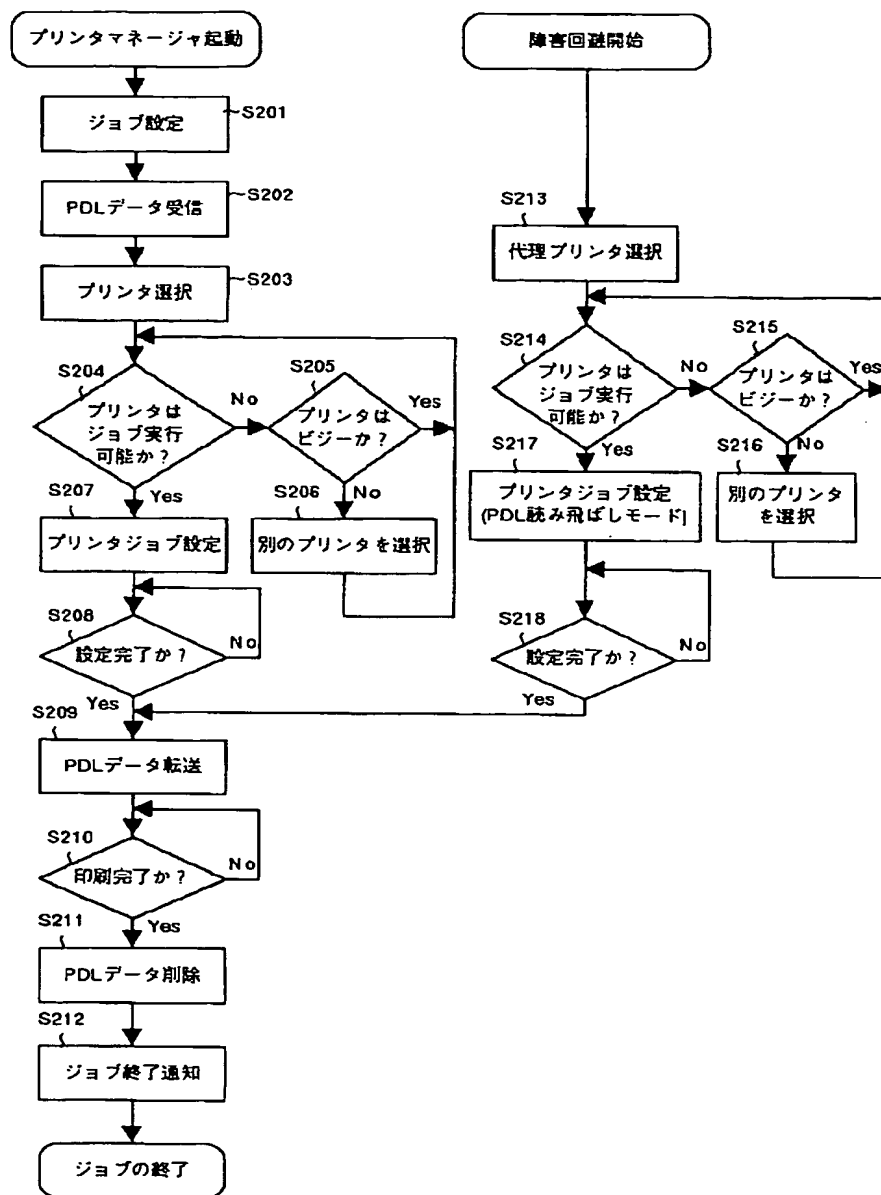 プリンタマネージャ起動
ジョブ設定
S201
PDLデータ受信
S202
プリンタ選択
S203
S204
プリンタは
ジョブ実行
可能か？
No
Yes
S205
プリンタは
ビジーか？
Yes
No
S206
別のプリンタを選択
S207
プリンタジョブ設定
S208
設定完了か？
No
Yes
S209
PDLデータ転送
S210
印刷完了か？
No
Yes
S211
PDLデータ削除
S212
ジョブ終了通知
ジョブの終了
障害回避開始
S213
代理プリンタ選択
S214
プリンタは
ジョブ実行
可能か？
No
Yes
S215
プリンタは
ビジーか？
Yes
No
S216
別のプリンタ
を選択
S217
プリンタジョブ設定
(PDL読み飛ばしモード]
S218
設定完了か？
No
Yes